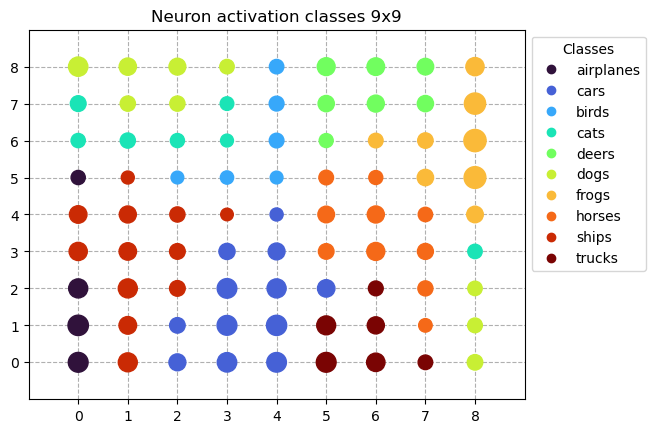 Neuron activation classes 9x9
8
7
6
5
4
3
2
1
0
0 1 2 3 4 5 6 7 8
Classes
airplanes
cars
birds
cats
deers
dogs
frogs
horses
ships
trucks